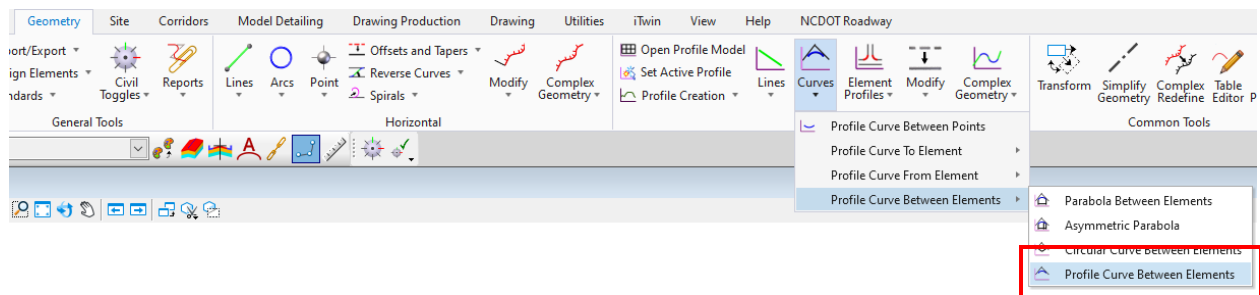 Geometry Site Corridors Model Detailing Drawing Production Drawing Utilities iTwin View Help NCDOT Roadway
ort/Export Offsets and Tapers Open Profile Model
ign Elements Reverse Curves Set Active Profile
ndards Spirals Profile Creation
Civil Toggles Reports Lines Arcs Point Modify Complex Geometry Lines Curves Element Profiles Modify Complex Geometry Transform Simplify Geometry Complex Redefine Table Editor P
General Tools Horizontal Common Tools
Profile Curve Between Points
Profile Curve To Element
Profile Curve From Element
Profile Curve Between Elements
Parabola Between Elements
Asymmetric Parabola
Circular Curve Between Elements
Profile Curve Between Elements